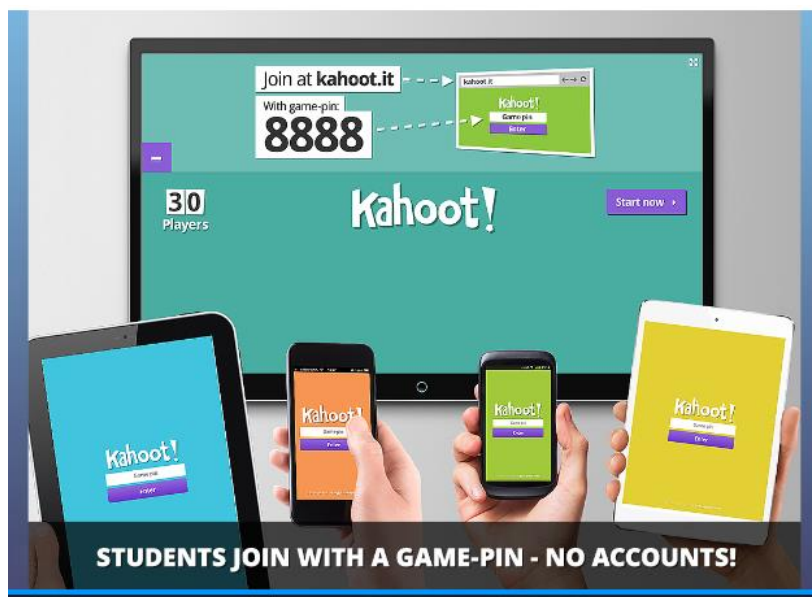 Join at kahoot.it
With game-pin:
8888
kahoot.it
Kahoot!
Game pin
Enter
30
Players
Kahoot!
Start now
Kahoot!
Game pin
Enter
Kahoot!
Game pin
Enter
Kahoot!
Game pin
Enter
Kahoot!
Game pin
Enter
STUDENTS JOIN WITH A GAME-PIN - NO ACCOUNTS!